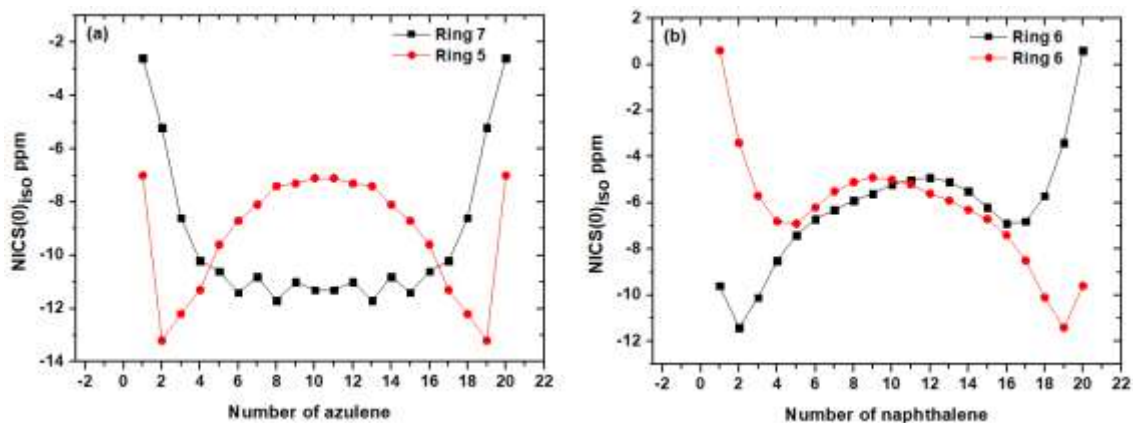 (a)
Ring 7
Ring 5
NICS(0)iso ppm
-2
-4
-6
-8
-10
-12
-14
-2 0 2 4 6 8 10 12 14 16 18 20 22
Number of azulene
(b)
Ring 6
Ring 6
NICS(0)iso ppm
2
0
-2
-4
-6
-8
-10
-12
-2 0 2 4 6 8 10 12 14 16 18 20 22
Number of naphthalene